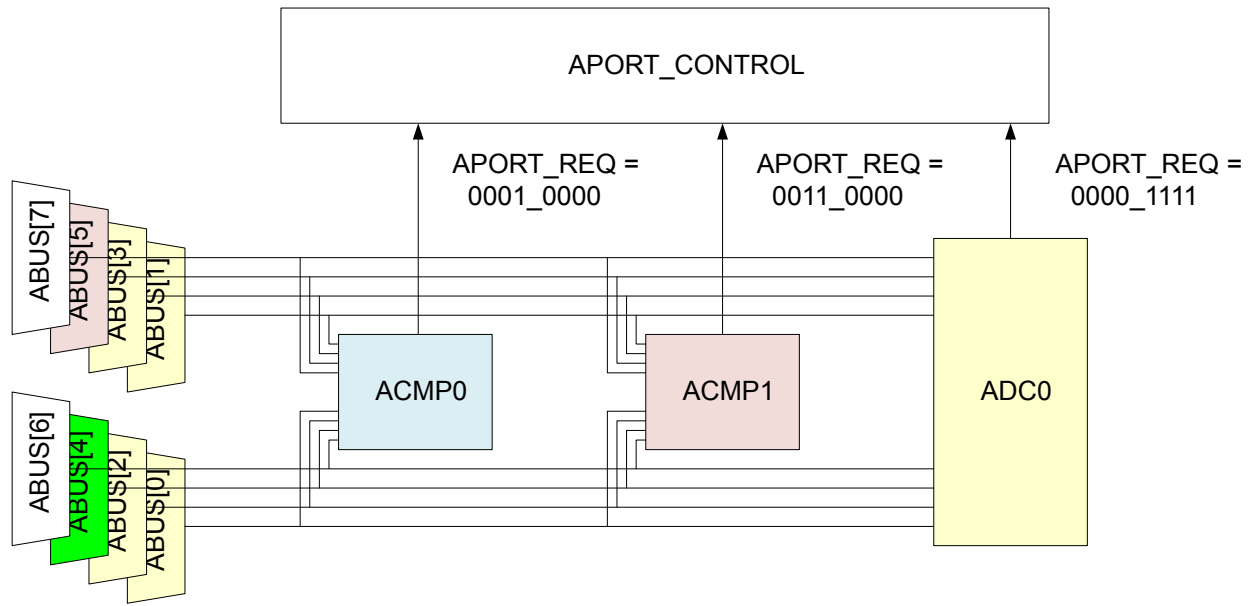 APORT_CONTROL
APORT_REQ =
0001_0000
APORT_REQ =
0011_0000
APORT_REQ =
0000_1111
ABUS[7]
ABUS[5]
ABUS[3]
ABUS[1]
ACMP0
ACMP1
ADC0
ABUS[6]
ABUS[4]
ABUS[2]
ABUS[0]